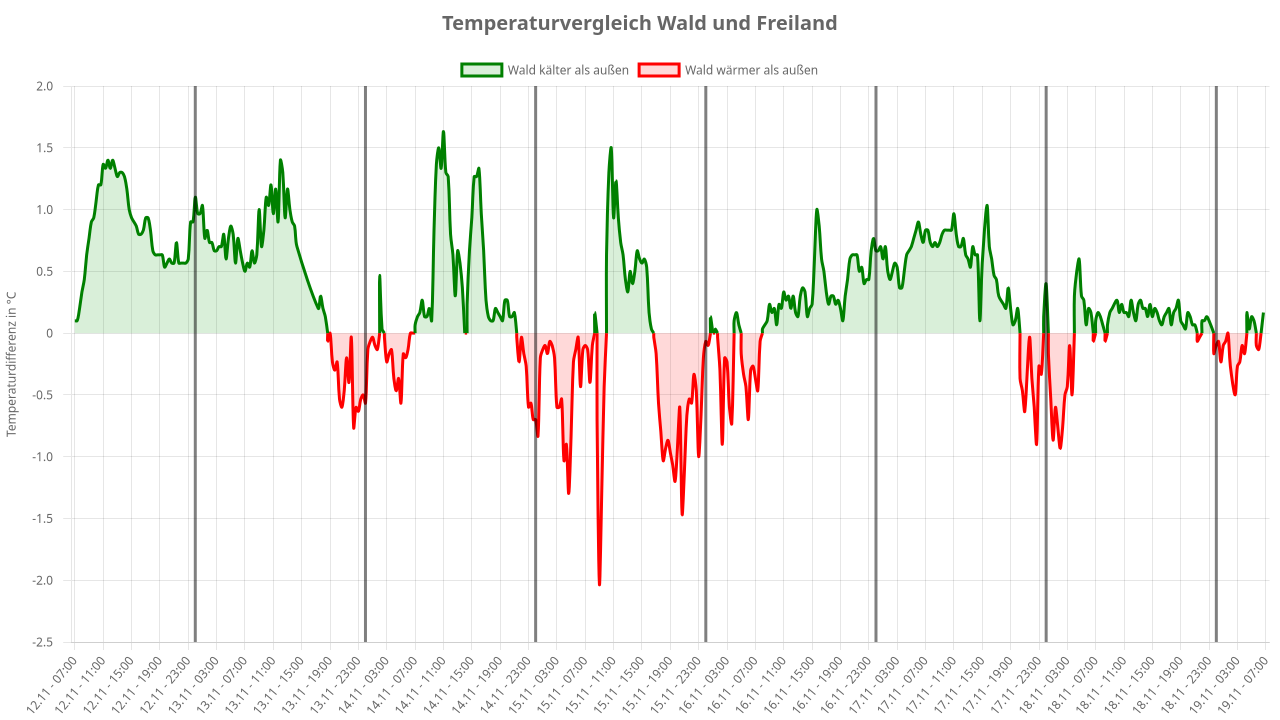 Temperaturvergleich Wald und Freiland
Wald kälter als außen
Wald wärmer als außen
Temperaturdifferenz in °C
2.0
1.5
1.0
0.5
0
-0.5
-1.0
-1.5
-2.0
-2.5
12.11 - 07:00
12.11 - 11:00
12.11 - 15:00
12.11 - 19:00
12.11 - 23:00
13.11 - 03:00
13.11 - 07:00
13.11 - 11:00
13.11 - 15:00
13.11 - 19:00
13.11 - 23:00
14.11 - 03:00
14.11 - 07:00
14.11 - 11:00
14.11 - 15:00
14.11 - 19:00
14.11 - 23:00
15.11 - 03:00
15.11 - 07:00
15.11 - 11:00
15.11 - 15:00
15.11 - 19:00
15.11 - 23:00
16.11 - 03:00
16.11 - 07:00
16.11 - 11:00
16.11 - 15:00
16.11 - 19:00
16.11 - 23:00
17.11 - 03:00
17.11 - 07:00
17.11 - 11:00
17.11 - 15:00
17.11 - 19:00
17.11 - 23:00
18.11 - 03:00
18.11 - 07:00
18.11 - 11:00
18.11 - 15:00
18.11 - 19:00
18.11 - 23:00
19.11 - 03:00
19.11 - 07:00